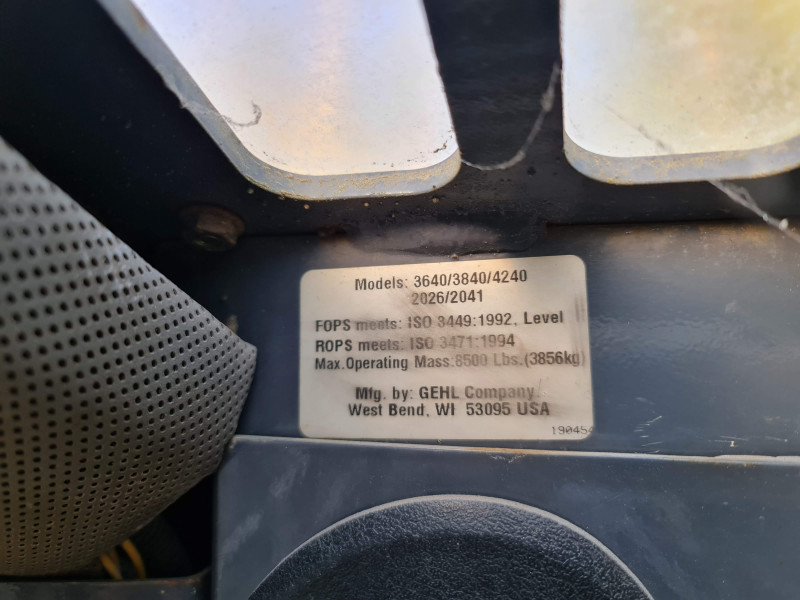 Models: 3640/3840/4240
2026/2041
FOPS meets: ISO 3449:1992, Level
ROPS meets: ISO 3471:1994
Max.Operating Mass:8500 Lbs.(3856kg)
Mfg. by: GEHL Company.
West Bend, WI 53095 USA